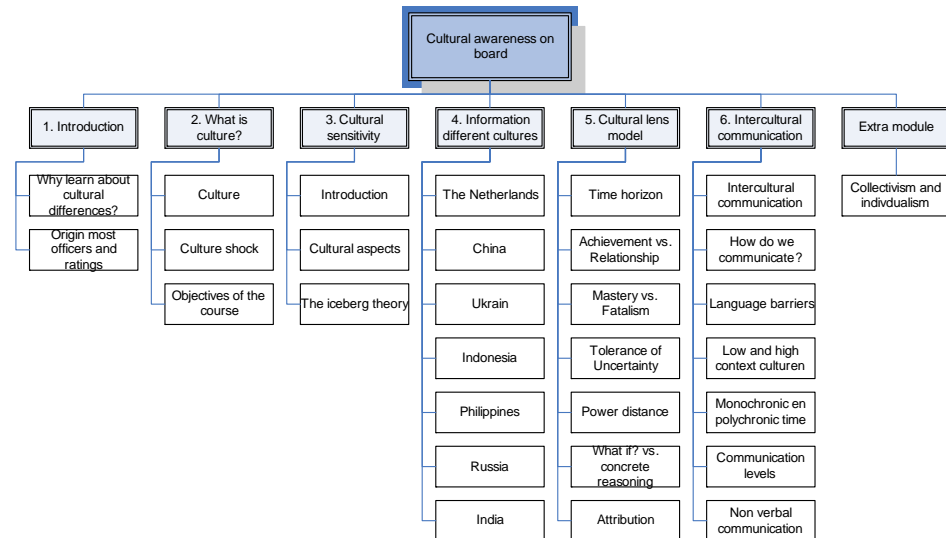 Cultural awareness on
board
1. Introduction
Why learn about
cultural
differences?
Origin most
officers and
ratings
2. What is
culture?
Culture
Culture shock
Objectives of the
course
3. Cultural
sensitivity
Introduction
Cultural aspects
The iceberg theory
4. Information
different cultures
The Netherlands
China
Ukrain
Indonesia
Philippines
Russia
India
5. Cultural lens
model
Time horizon
Achievement vs.
Relationship
Mastery vs.
Fatalism
Tolerance of
Uncertainty
Power distance
What if? vs.
concrete
reasoning
Attribution
6. Intercultural
communication
Intercultural
communication
How do we
communicate?
Language barriers
Low and high
context culturen
Monochronic en
polychronic time
Communication
levels
Non verbal
communication
Extra module
Collectivism and
indivdualism